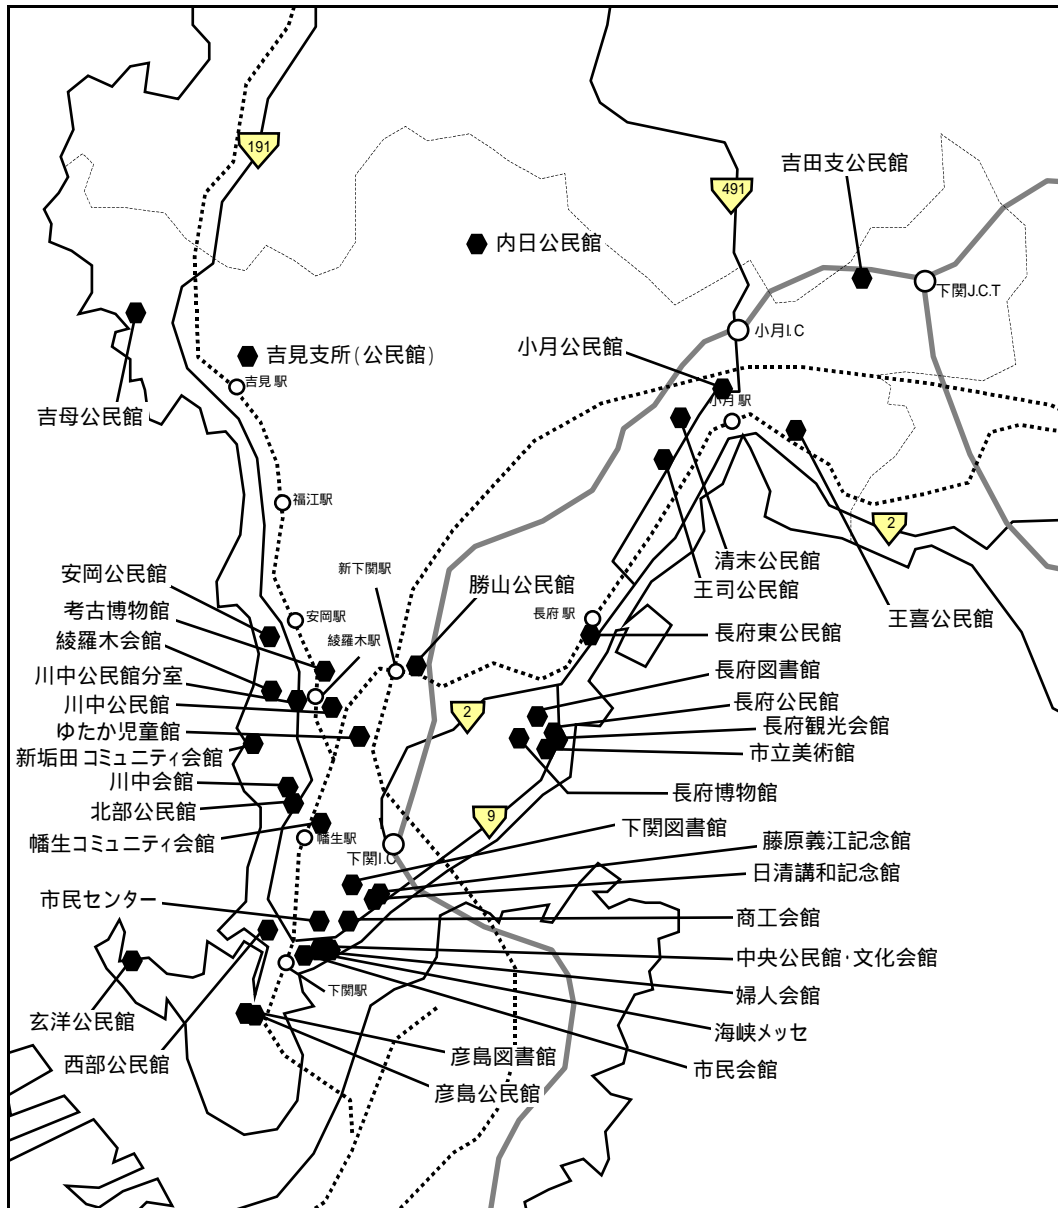 191
吉田支公民館
491
内日公民館
下関J.C.T
小月I.C
小月公民館
吉見支所(公民館)
吉見駅
小月駅
吉母公民館
福江駅
2
清末公民館
新下関駅
安岡公民館
勝山公民館
王司公民館
考古博物館
安岡駅
長府駅
王喜公民館
綾羅木会館
綾羅木駅
長府東公民館
川中公民館分室
長府図書館
川中公民館
2
長府公民館
ゆたか児童館
長府観光会館
新垢田コミュニティ会館
市立美術館
川中会館
長府博物館
北部公民館
9
幡生コミュニティ会館
幡生駅
下関図書館
下関I.C
藤原義江記念館
日清講和記念館
市民センター
商工会館
中央公民館・文化会館
下関駅
婦人会館
玄洋公民館
海峡メッセ
西部公民館
彦島図書館
市民会館
彦島公民館